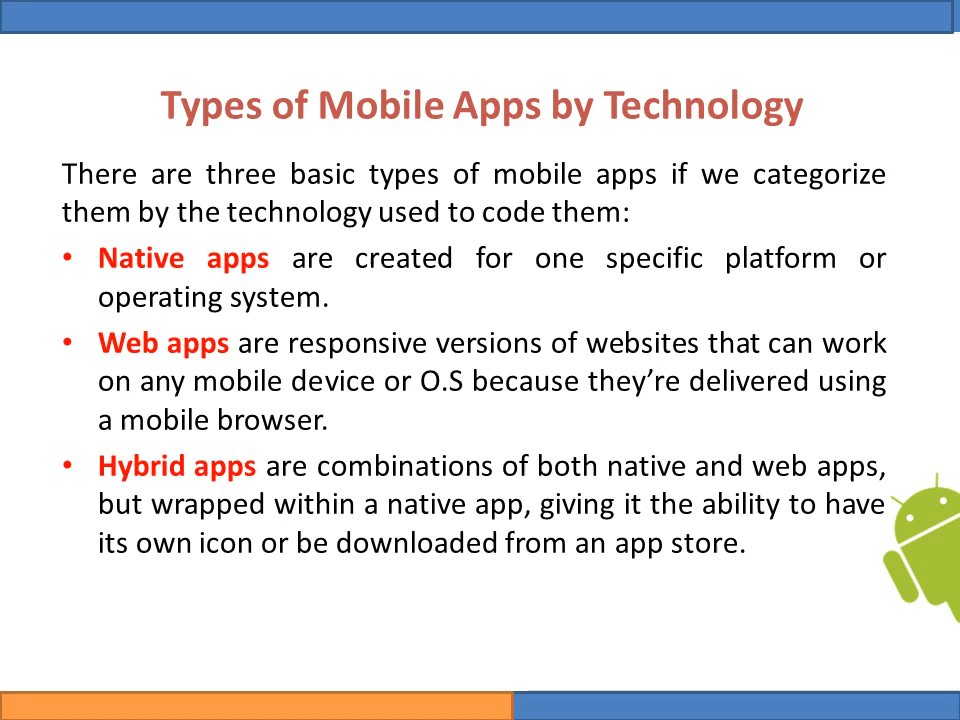 Types of Mobile Apps by Technology
There are three basic types of mobile apps if we categorize
them by the technology used to code them:
• Native apps are created for one specific platform or
operating system.
• Web apps are responsive versions of websites that can work
on any mobile device or O.S because they’re delivered using
a mobile browser.
• Hybrid apps are combinations of both native and web apps,
but wrapped within a native app, giving it the ability to have
its own icon or be downloaded from an app store.